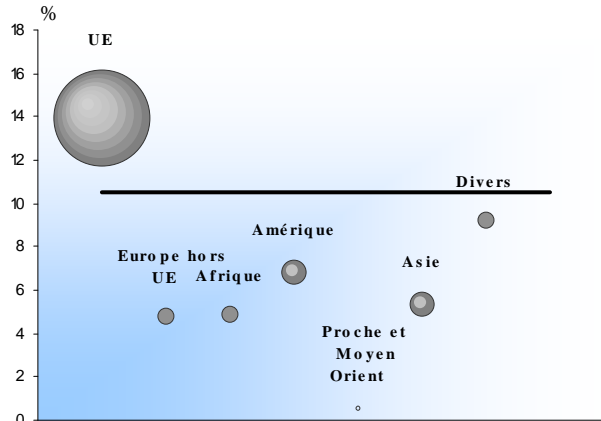 %
18
16
14
12
10
8
6
4
2
0
UE
Divers
Amérique
Europe hors
UE
Afrique
Asie
Proche et
Moyen
Orient